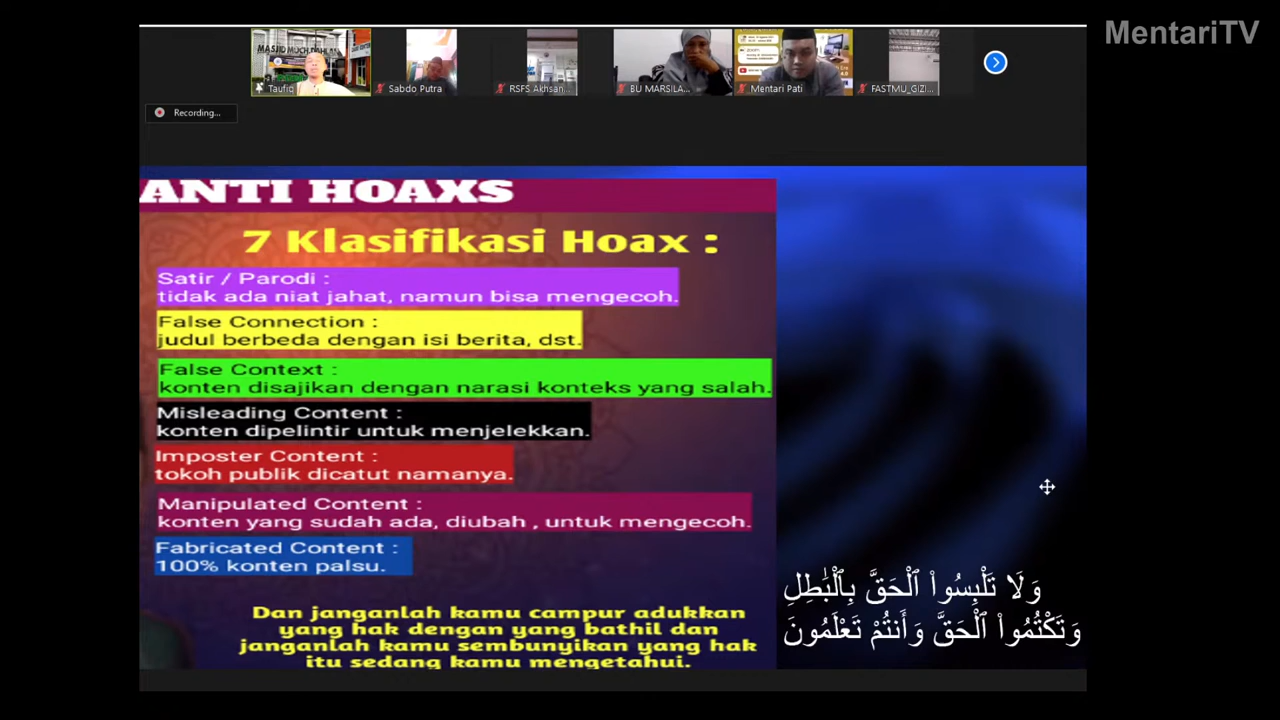 MentariTV
MASJID MUCH DAHLAN
Taufiq
Sabdo Putra
RSFS Akhsan...
BU MARSILA...
Mentari Pati
FASTMU_GIZI...
Recording...
ANTI HOAXS
7 Klasifikasi Hoax :
Satir / Parodi :
tidak ada niat jahat, namun bisa mengecoh.
False Connection :
judul berbeda dengan isi berita, dst.
False Context :
konten disajikan dengan narasi konteks yang salah.
Misleading Content :
konten dipelintir untuk menjelekkan.
Imposter Content :
tokoh publik dicatut namanya.
Manipulated Content :
konten yang sudah ada, diubah , untuk mengecoh.
Fabricated Content :
100% konten palsu.
Dan janganlah kamu campur adukkan
yang hak dengan yang bathil dan
janganlah kamu sembunyikan yang hak
itu sedang kamu mengetahui.
وَلَا تَلْبِسُوا۟ ٱلْحَقَّ بِٱلْبَٰطِلِ
وَتَكْتُمُوا۟ ٱلْحَقَّ وَأَنتُمْ تَعْلَمُونَ